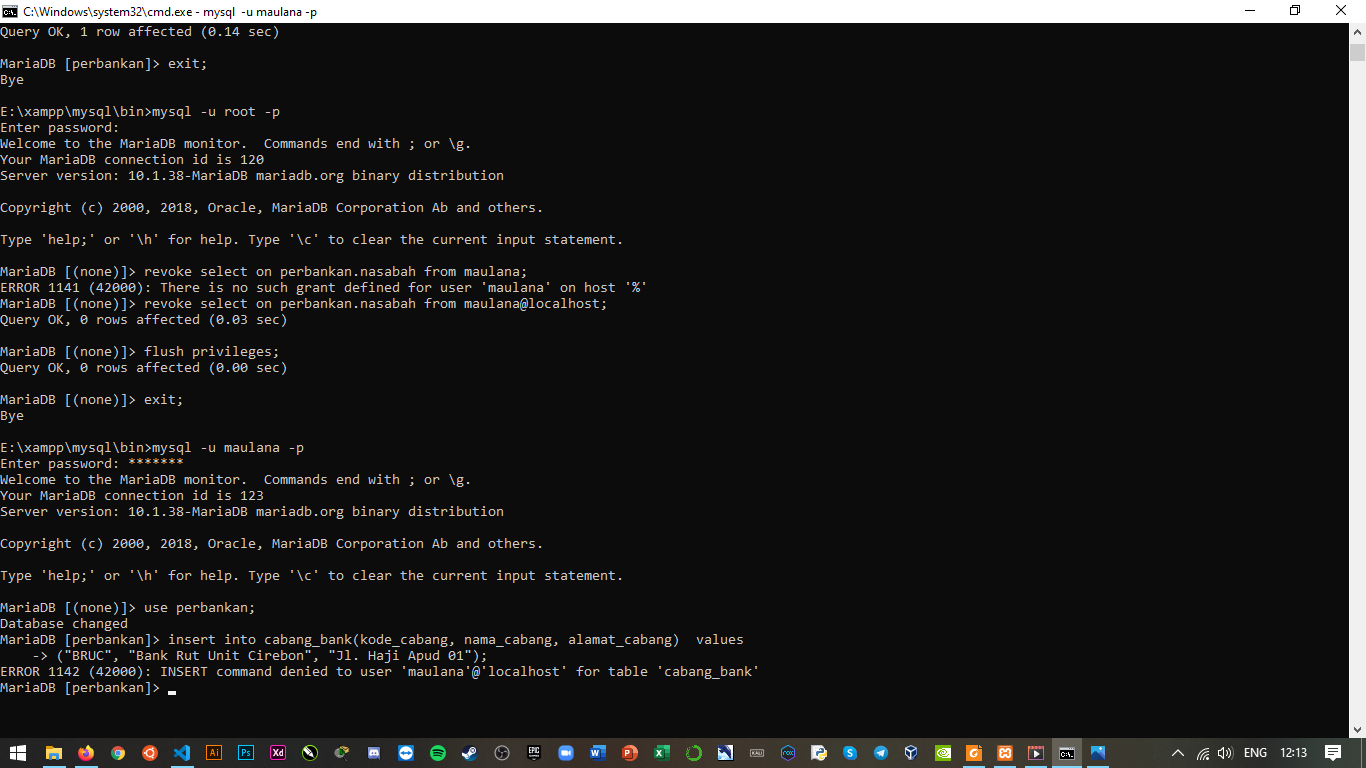 C:\Windows\system32\cmd.exe - mysql  -u maulana -p
Query OK, 1 row affected (0.14 sec)
MariaDB [perbankan]> exit;
Bye
E:\xampp\mysql\bin>mysql -u root -p
Enter password:
Welcome to the MariaDB monitor.  Commands end with ; or \g.
Your MariaDB connection id is 120
Server version: 10.1.38-MariaDB mariadb.org binary distribution
Copyright (c) 2000, 2018, Oracle, MariaDB Corporation Ab and others.
Type 'help;' or '\h' for help. Type '\c' to clear the current input statement.
MariaDB [(none)]> revoke select on perbankan.nasabah from maulana;
ERROR 1141 (42000): There is no such grant defined for user 'maulana' on host '%'
MariaDB [(none)]> revoke select on perbankan.nasabah from maulana@localhost;
Query OK, 0 rows affected (0.03 sec)
MariaDB [(none)]> flush privileges;
Query OK, 0 rows affected (0.00 sec)
MariaDB [(none)]> exit;
Bye
E:\xampp\mysql\bin>mysql -u maulana -p
Enter password: *******
Welcome to the MariaDB monitor.  Commands end with ; or \g.
Your MariaDB connection id is 123
Server version: 10.1.38-MariaDB mariadb.org binary distribution
Copyright (c) 2000, 2018, Oracle, MariaDB Corporation Ab and others.
Type 'help;' or '\h' for help. Type '\c' to clear the current input statement.
MariaDB [(none)]> use perbankan;
Database changed
MariaDB [perbankan]> insert into cabang_bank(kode_cabang, nama_cabang, alamat_cabang)  values
    -> ("BRUC", "Bank Rut Unit Cirebon", "Jl. Haji Apud 01");
ERROR 1142 (42000): INSERT command denied to user 'maulana'@'localhost' for table 'cabang_bank'
MariaDB [perbankan]>
ENG 12:13